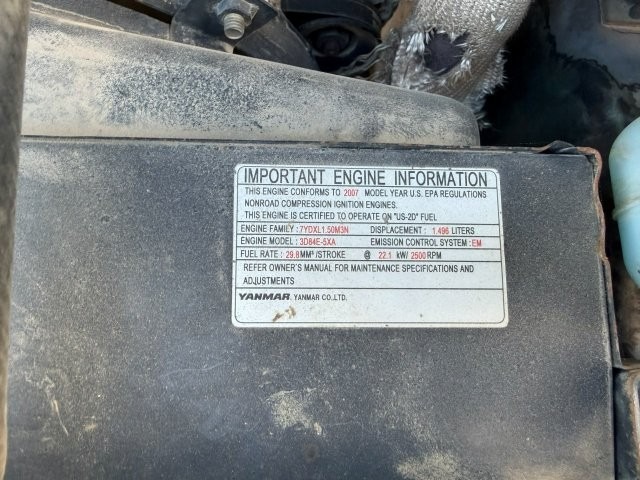 IMPORTANT ENGINE INFORMATION
THIS ENGINE CONFORMS TO 2007 MODEL YEAR U.S. EPA REGULATIONS
NONROAD COMPRESSION IGNITION ENGINES.
THIS ENGINE IS CERTIFIED TO OPERATE ON "US-2D" FUEL
ENGINE FAMILY : 7YDXL1.50M3N DISPLACEMENT : 1.496 LITERS
ENGINE MODEL : 3D84E-5XA EMISSION CONTROL SYSTEM : EM
FUEL RATE : 29.8 MM³ /STROKE @ 22.1 kW/ 2500 RPM
REFER OWNER'S MANUAL FOR MAINTENANCE SPECIFICATIONS AND
ADJUSTMENTS
YANMAR. YANMAR CO.,LTD.